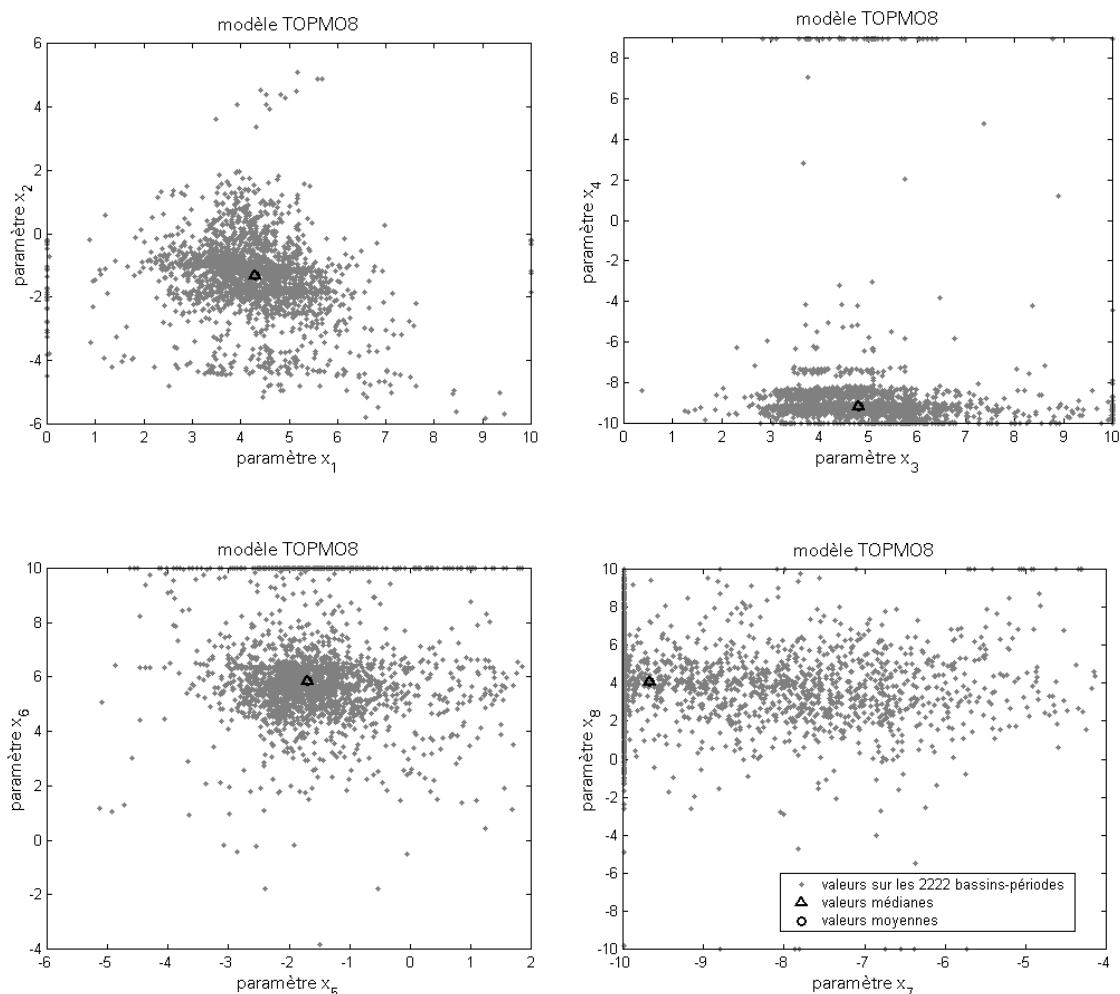 modèle TOPMO8
6
4
2
0
-2
-4
-6
paramètre x2
0 1 2 3 4 5 6 7 8 9 10
paramètre x1
modèle TOPMO8
8
6
4
2
0
-2
-4
-6
-8
-10
paramètre x4
0 1 2 3 4 5 6 7 8 9 10
paramètre x3
modèle TOPMO8
10
8
6
4
2
0
-2
-4
paramètre x6
-6 -5 -4 -3 -2 -1 0 1 2
paramètre x5
modèle TOPMO8
10
8
6
4
2
0
-2
-4
-6
-8
-10
paramètre x8
valeurs sur les 2222 bassins-périodes
valeurs médianes
valeurs moyennes
-10 -9 -8 -7 -6 -5 -4
paramètre x7